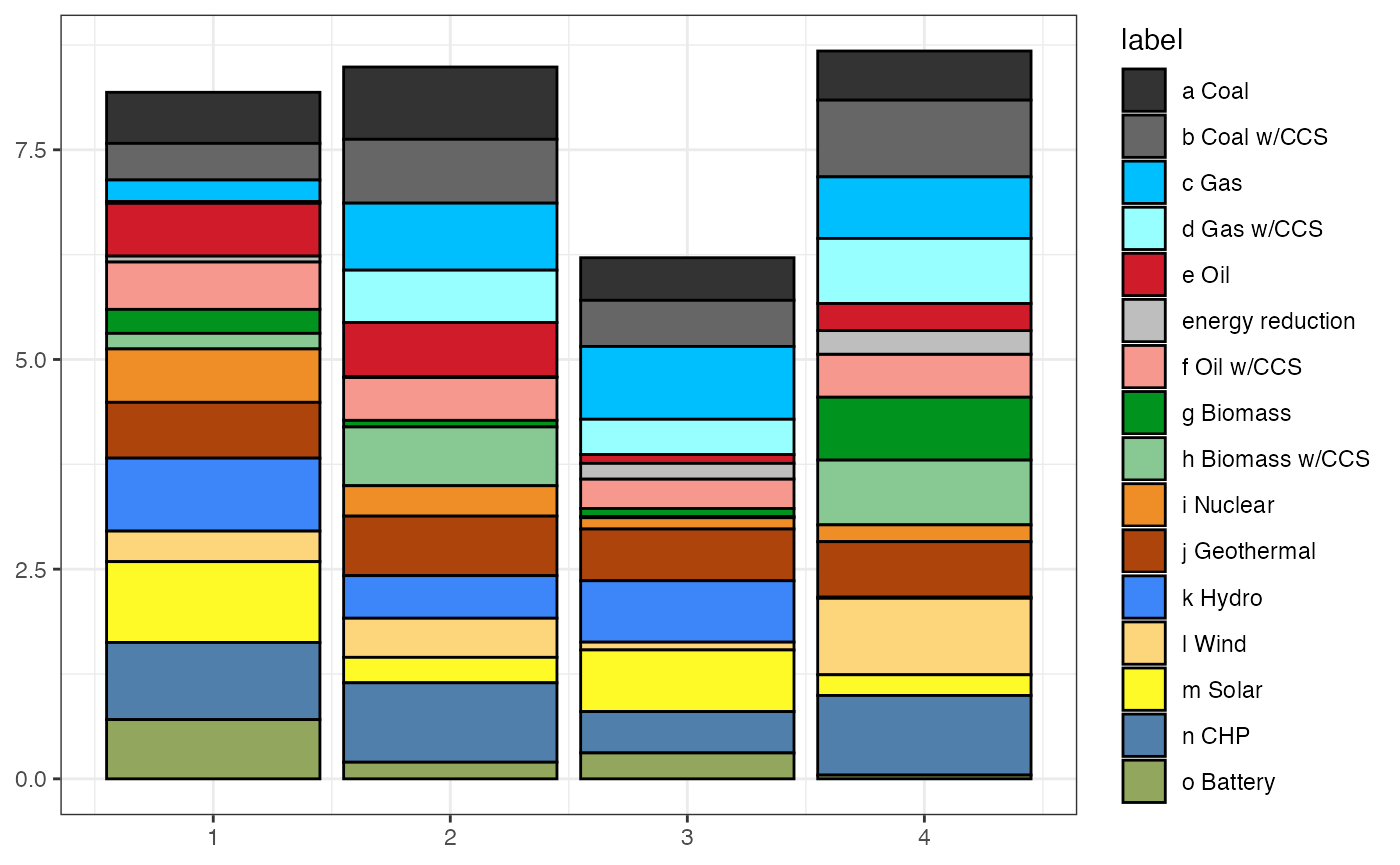 label
a Coal
b Coal w/CCS
c Gas
d Gas w/CCS
e Oil
energy reduction
f Oil w/CCS
g Biomass
h Biomass w/CCS
i Nuclear
j Geothermal
k Hydro
l Wind
m Solar
n CHP
o Battery
7.5
5.0
2.5
0.0
1 2 3 4